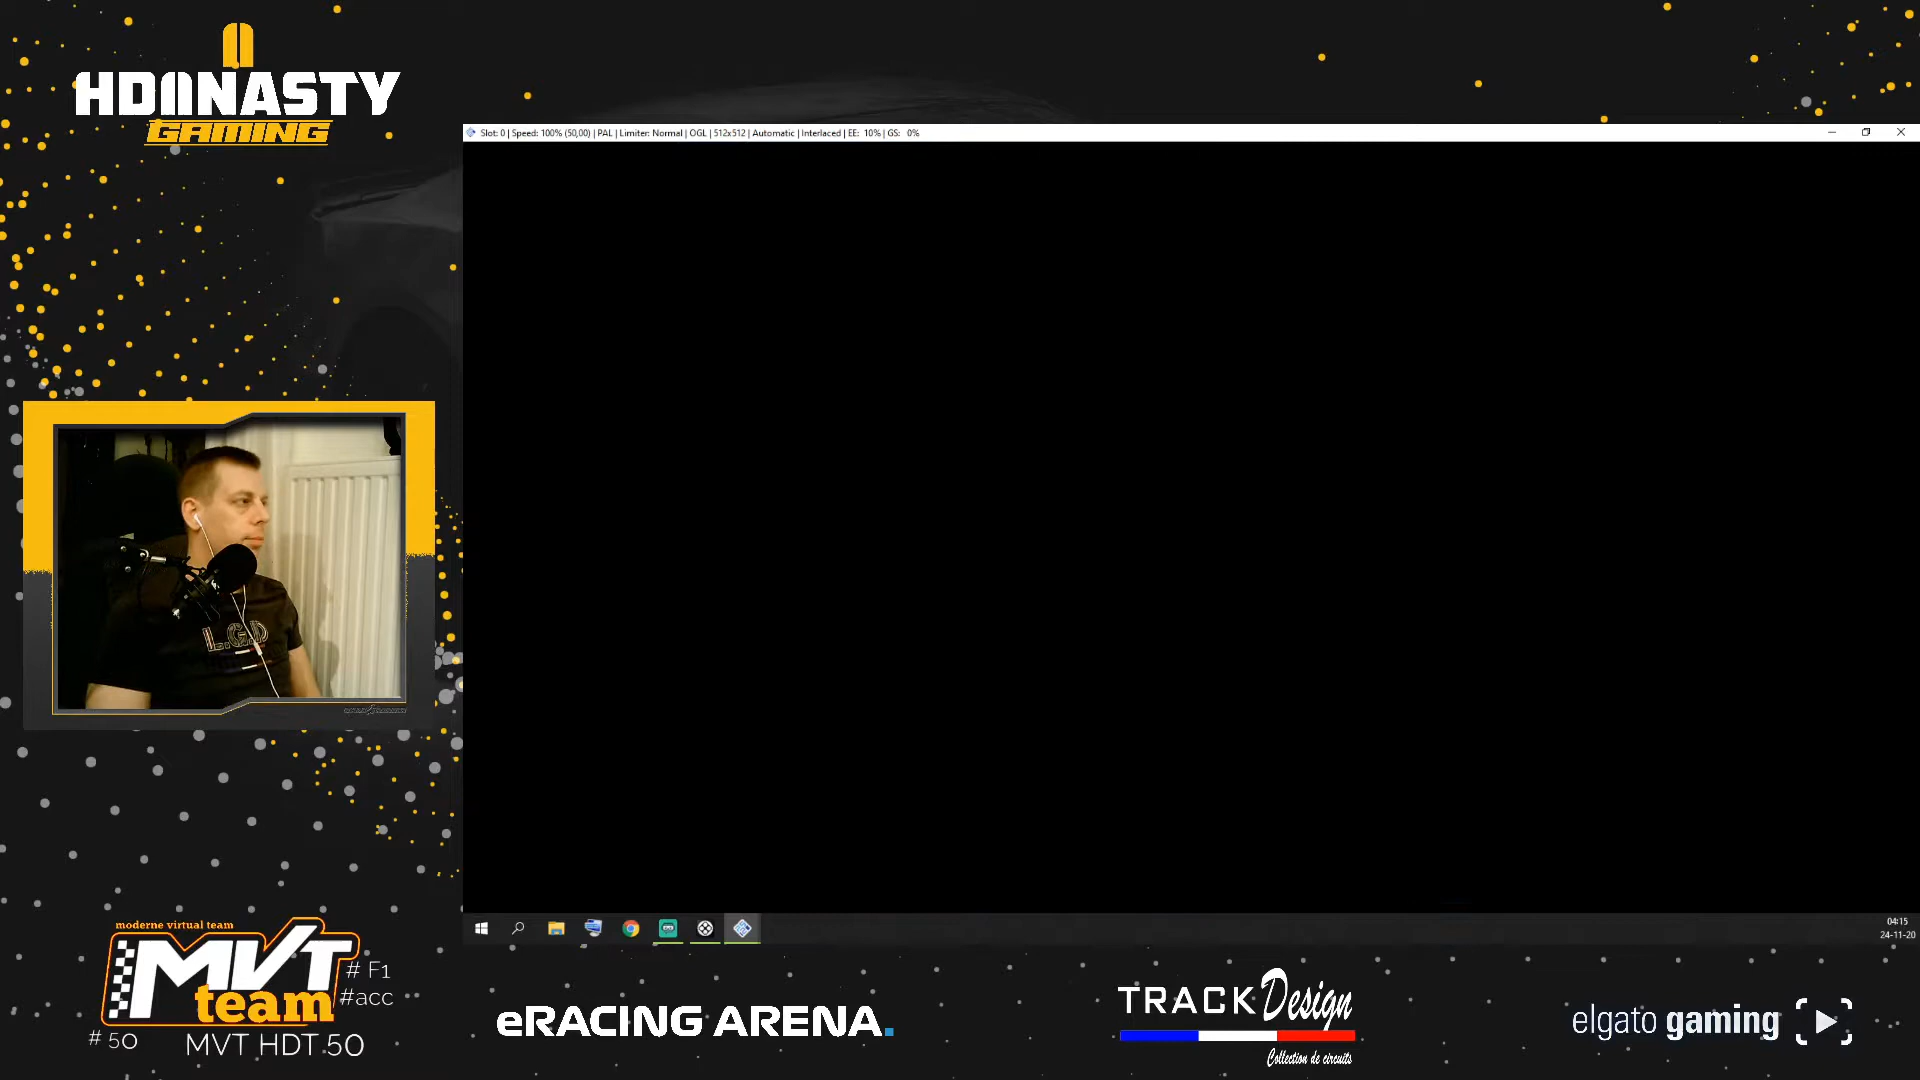 HDNNASTY
GAMING
Slot: 0 | Speed: 100% (50,00) | PAL | Limiter: Normal | OGL | 512x512 | Automatic | Interlaced | EE: 10% | GS: 0%
L.G.D
04:15
24-11-20
moderne virtual team
MVT
team
# F1
#acc
# 50
MVT HDT 50
eRACING ARENA.
TRACK Design
Collection de circuits
elgato gaming